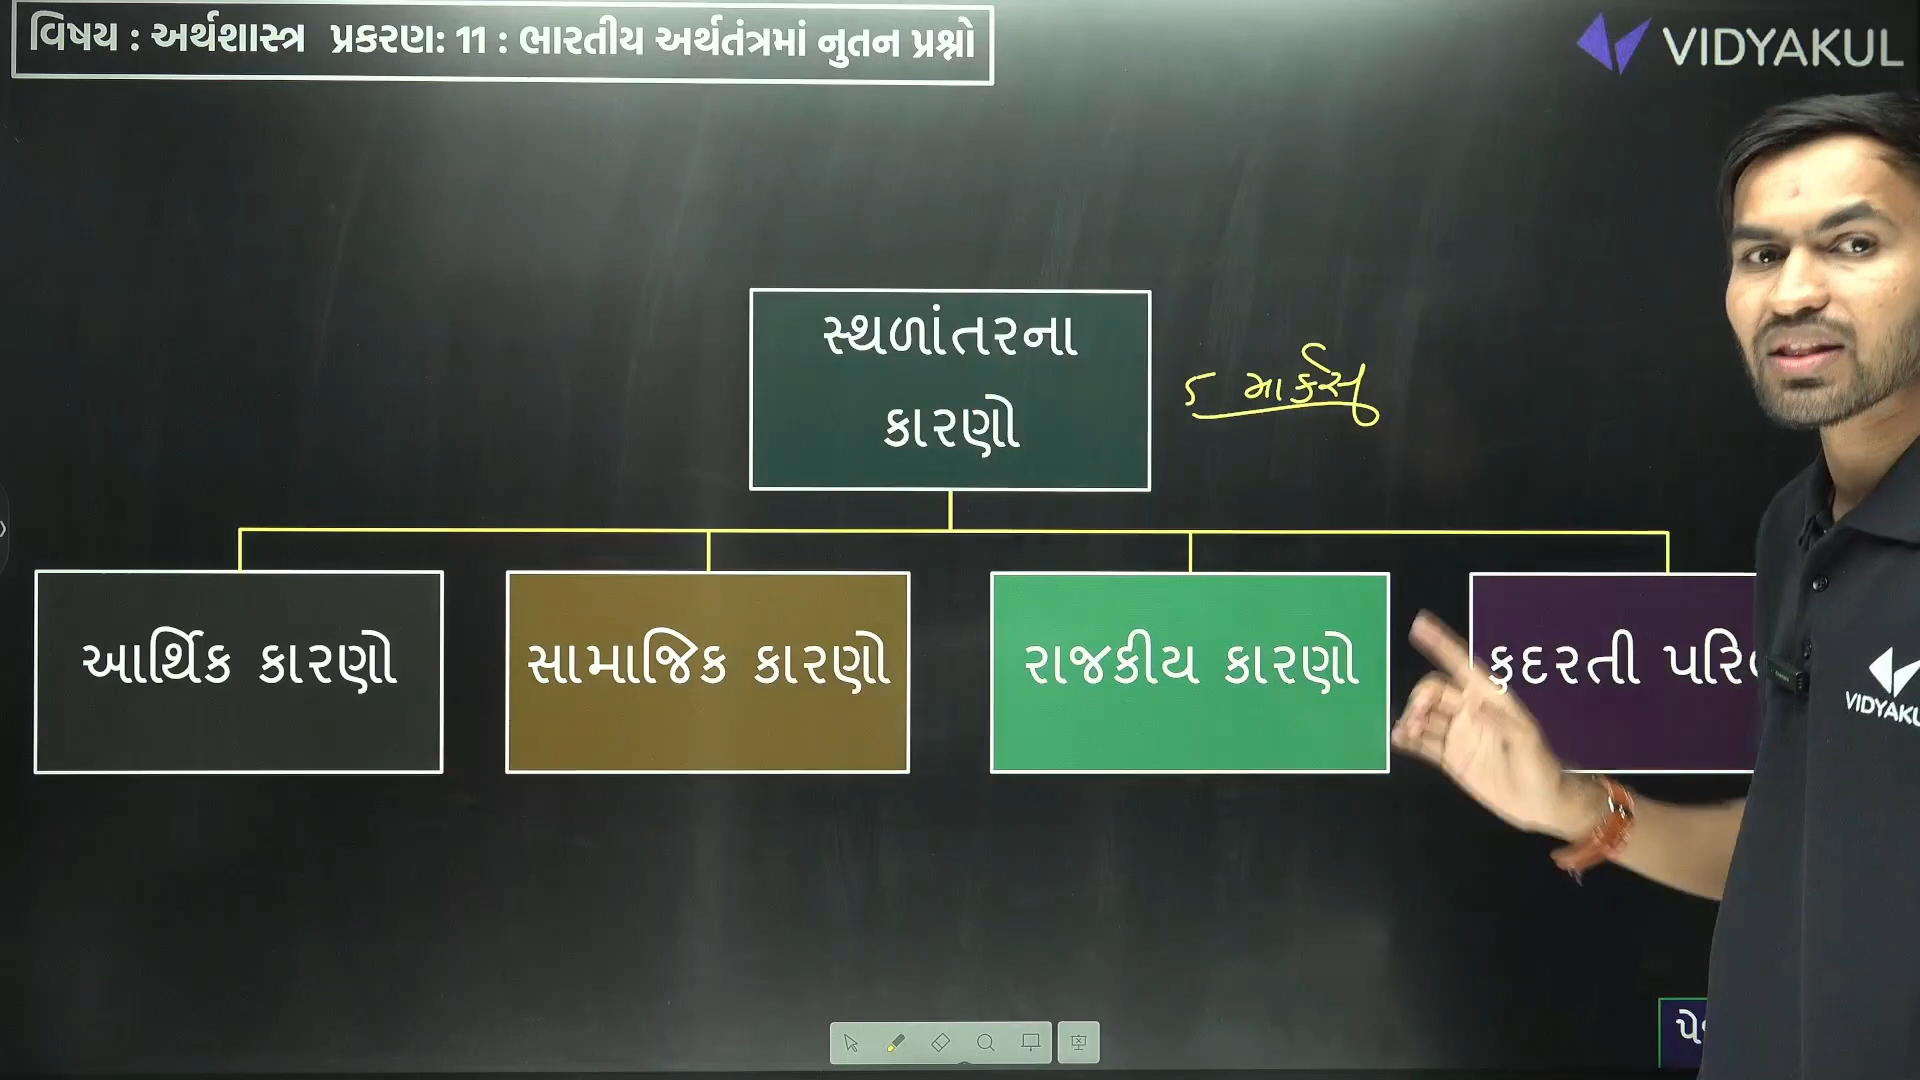 વિષય : અર્થશાસ્ત્ર પ્રકરણ: 11 : ભારતીય અર્થતંત્રમાં નુતન પ્રશ્નો
VIDYAKUL
સ્થળાંતરના
કારણો
5 માર્કસ
આર્થિક કારણો
સામાજિક કારણો
રાજકીય કારણો
કુદરતી